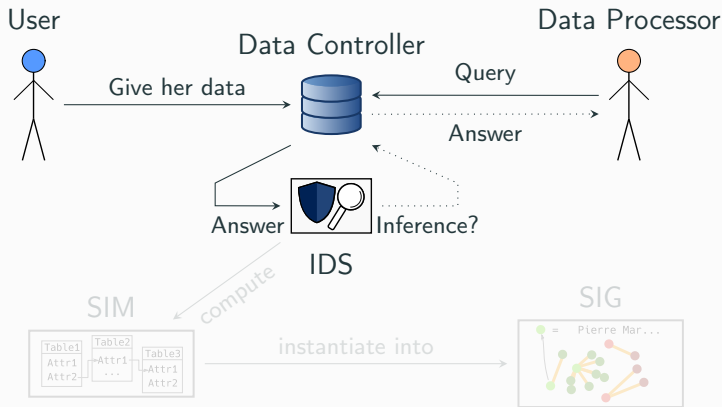 User
Data Processor
Data Controller
Give her data
Query
Answer
Answer
Inference?
IDS
compute
SIM
SIG
Table1
Attr1
Attr2
Table2
Attr1
...
Table3
Attr1
Attr2
instantiate into
= Pierre Mar...